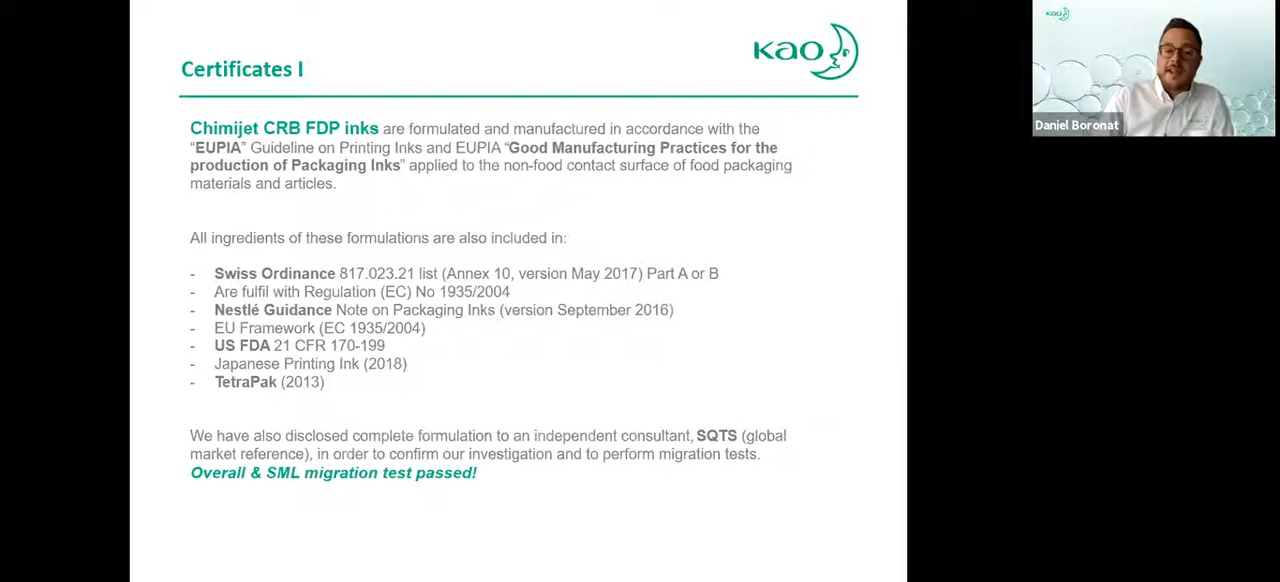 Certificates I
Kao
Chimijet CRB FDP inks are formulated and manufactured in accordance with the
“EUPIA” Guideline on Printing Inks and EUPIA “Good Manufacturing Practices for the
production of Packaging Inks” applied to the non-food contact surface of food packaging
materials and articles.
All ingredients of these formulations are also included in:
- Swiss Ordinance 817.023.21 list (Annex 10, version May 2017) Part A or B
- Are fulfil with Regulation (EC) No 1935/2004
- Nestlé Guidance Note on Packaging Inks (version September 2016)
- EU Framework (EC 1935/2004)
- US FDA 21 CFR 170-199
- Japanese Printing Ink (2018)
- TetraPak (2013)
We have also disclosed complete formulation to an independent consultant, SQTS (global
market reference), in order to confirm our investigation and to perform migration tests.
Overall & SML migration test passed!
kao
Daniel Boronat